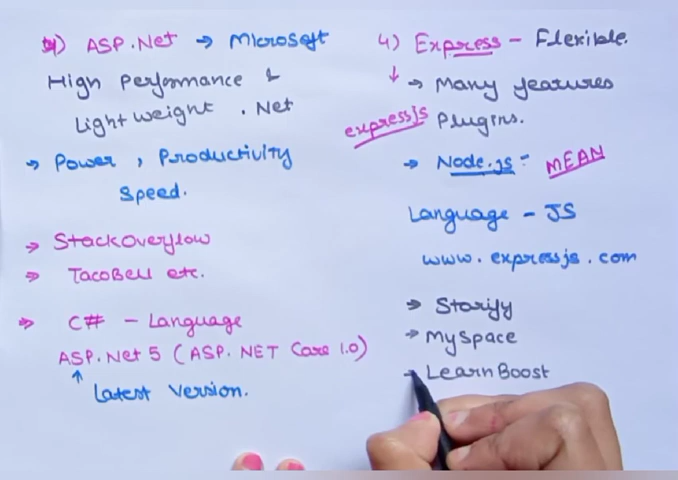 3) ASP.Net → Microsoft
High Performance &
Lightweight .Net
→ Power, Productivity
Speed.
→ StackOverflow
→ TacoBell etc.
⇒ C# - Language
ASP.Net 5 (ASP.NET Core 1.0)
↑ Latest Version.
4) Express - Flexible.
↓ → Many features
expressjs Plugins.
→ Node.js - MEAN
Language - JS
www.expressjs.com
→ Storify
→ MySpace
→ LearnBoost